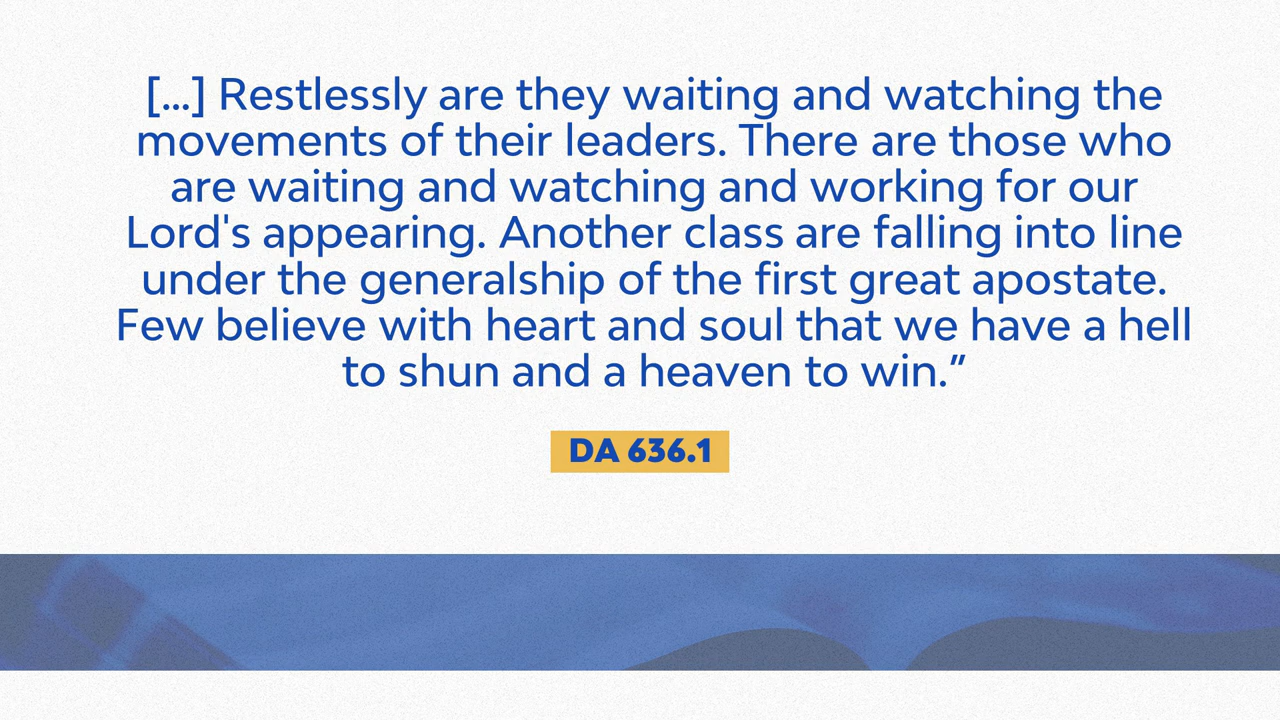 [...] Restlessly are they waiting and watching the
movements of their leaders. There are those who
are waiting and watching and working for our
Lord's appearing. Another class are falling into line
under the generalship of the first great apostate.
Few believe with heart and soul that we have a hell
to shun and a heaven to win.”
DA 636.1